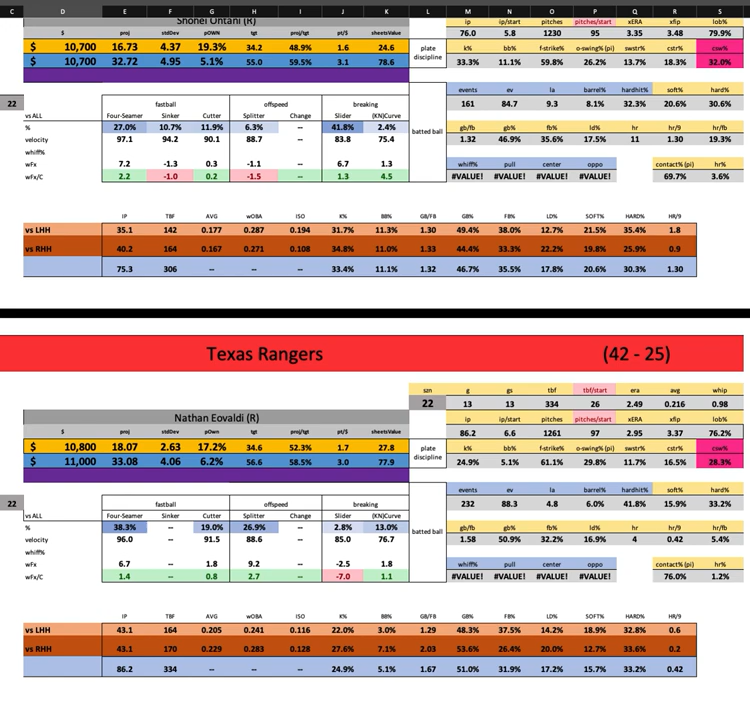 C D E F G H I J K L M N O P Q R S
Shohei Ohtani (R) ip ip/start pitches pitches/start xERA xfip lob%
$ proj stdDev pOWN tgt proj/tgt pt/$ sheetsValue 76.0 5.8 1230 95 3.35 3.48 79.9%
$ 10,700 16.73 4.37 19.3% 34.2 48.9% 1.6 24.6 plate discipline k% bb% f-strike% o-swing% (pi) swstr% cstr% csw%
$ 10,700 32.72 4.95 5.1% 55.0 59.5% 3.1 78.6 33.3% 11.1% 59.8% 26.2% 13.7% 18.3% 32.0%
events ev la barrel% hardhit% soft% hard%
22 fastball offspeed breaking 161 84.7 9.3 8.1% 32.3% 20.6% 30.6%
vs ALL Four-Seamer Sinker Cutter Splitter Change Slider (KN)Curve
% 27.0% 10.7% 11.9% 6.3% -- 41.8% 2.4% batted ball gb/fb gb% fb% ld% hr hr/9 hr/fb
velocity 97.1 94.2 90.1 88.7 -- 83.8 75.4 1.32 46.9% 35.6% 17.5% 11 1.30 19.3%
whiff%
wFx 7.2 -1.3 0.3 -1.1 -- 6.7 1.3 whiff% pull center oppo contact% (pi) hr%
wFx/C 2.2 -1.0 0.2 -1.5 -- 1.3 4.5 #VALUE! #VALUE! #VALUE! #VALUE! 69.7% 3.6%
IP TBF AVG wOBA ISO K% BB% GB/FB GB% FB% LD% SOFT% HARD% HR/9
vs LHH 35.1 142 0.177 0.287 0.194 31.7% 11.3% 1.30 49.4% 38.0% 12.7% 21.5% 35.4% 1.8
vs RHH 40.2 164 0.167 0.271 0.108 34.8% 11.0% 1.33 44.4% 33.3% 22.2% 19.8% 25.9% 0.9
75.3 306 -- -- -- 33.4% 11.1% 1.32 46.7% 35.5% 17.8% 20.6% 30.3% 1.30
Texas Rangers (42 - 25)
szn g gs tbf tbf/start era avg whip
22 13 13 334 26 2.49 0.216 0.98
Nathan Eovaldi (R) ip ip/start pitches pitches/start xERA xfip lob%
$ proj stdDev pOwn tgt proj/tgt pt/$ sheetsValue 86.2 6.6 1261 97 2.95 3.37 76.2%
$ 10,800 18.07 2.63 17.2% 34.6 52.3% 1.7 27.8 plate discipline k% bb% f-strike% o-swing% (pi) swstr% cstr% csw%
$ 11,000 33.08 4.06 6.2% 56.6 58.5% 3.0 77.9 24.9% 5.1% 61.1% 29.8% 11.7% 16.5% 28.3%
events ev la barrel% hardhit% soft% hard%
22 fastball offspeed breaking 232 88.3 4.8 6.0% 41.8% 15.9% 33.2%
vs ALL Four-Seamer Sinker Cutter Splitter Change Slider (KN)Curve
% 38.3% -- 19.0% 26.9% -- 2.8% 13.0% batted ball gb/fb gb% fb% ld% hr hr/9 hr/fb
velocity 96.0 -- 91.5 88.6 -- 85.0 76.7 1.58 50.9% 32.2% 16.9% 4 0.42 5.4%
whiff%
wFx 6.7 -- 1.8 9.2 -- -2.5 1.8 whiff% pull center oppo contact% (pi) hr%
wFx/C 1.4 -- 0.8 2.7 -- -7.0 1.1 #VALUE! #VALUE! #VALUE! #VALUE! 76.0% 1.2%
IP TBF AVG wOBA ISO K% BB% GB/FB GB% FB% LD% SOFT% HARD% HR/9
vs LHH 43.1 164 0.205 0.241 0.116 22.0% 3.0% 1.29 48.3% 37.5% 14.2% 18.9% 32.8% 0.6
vs RHH 43.1 170 0.229 0.283 0.128 27.6% 7.1% 2.03 53.6% 26.4% 20.0% 12.7% 33.6% 0.2
86.2 334 -- -- -- 24.9% 5.1% 1.67 51.0% 31.9% 17.2% 15.7% 33.2% 0.42